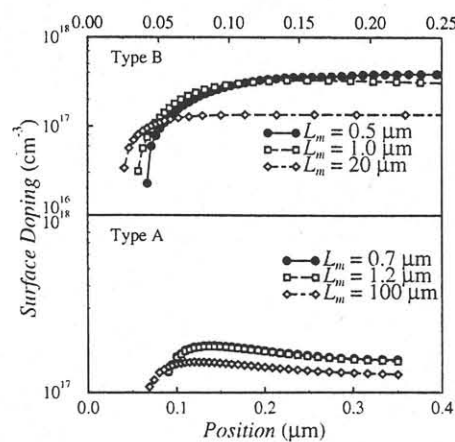 0.00 0.05 0.10 0.15 0.20 0.25
10^18
Type B
10^17
L_m = 0.5 μm
L_m = 1.0 μm
L_m = 20 μm
10^16
10^18
Type A
L_m = 0.7 μm
L_m = 1.2 μm
L_m = 100 μm
10^17
0.0 0.1 0.2 0.3 0.4
Surface Doping (cm^-3)
Position (μm)